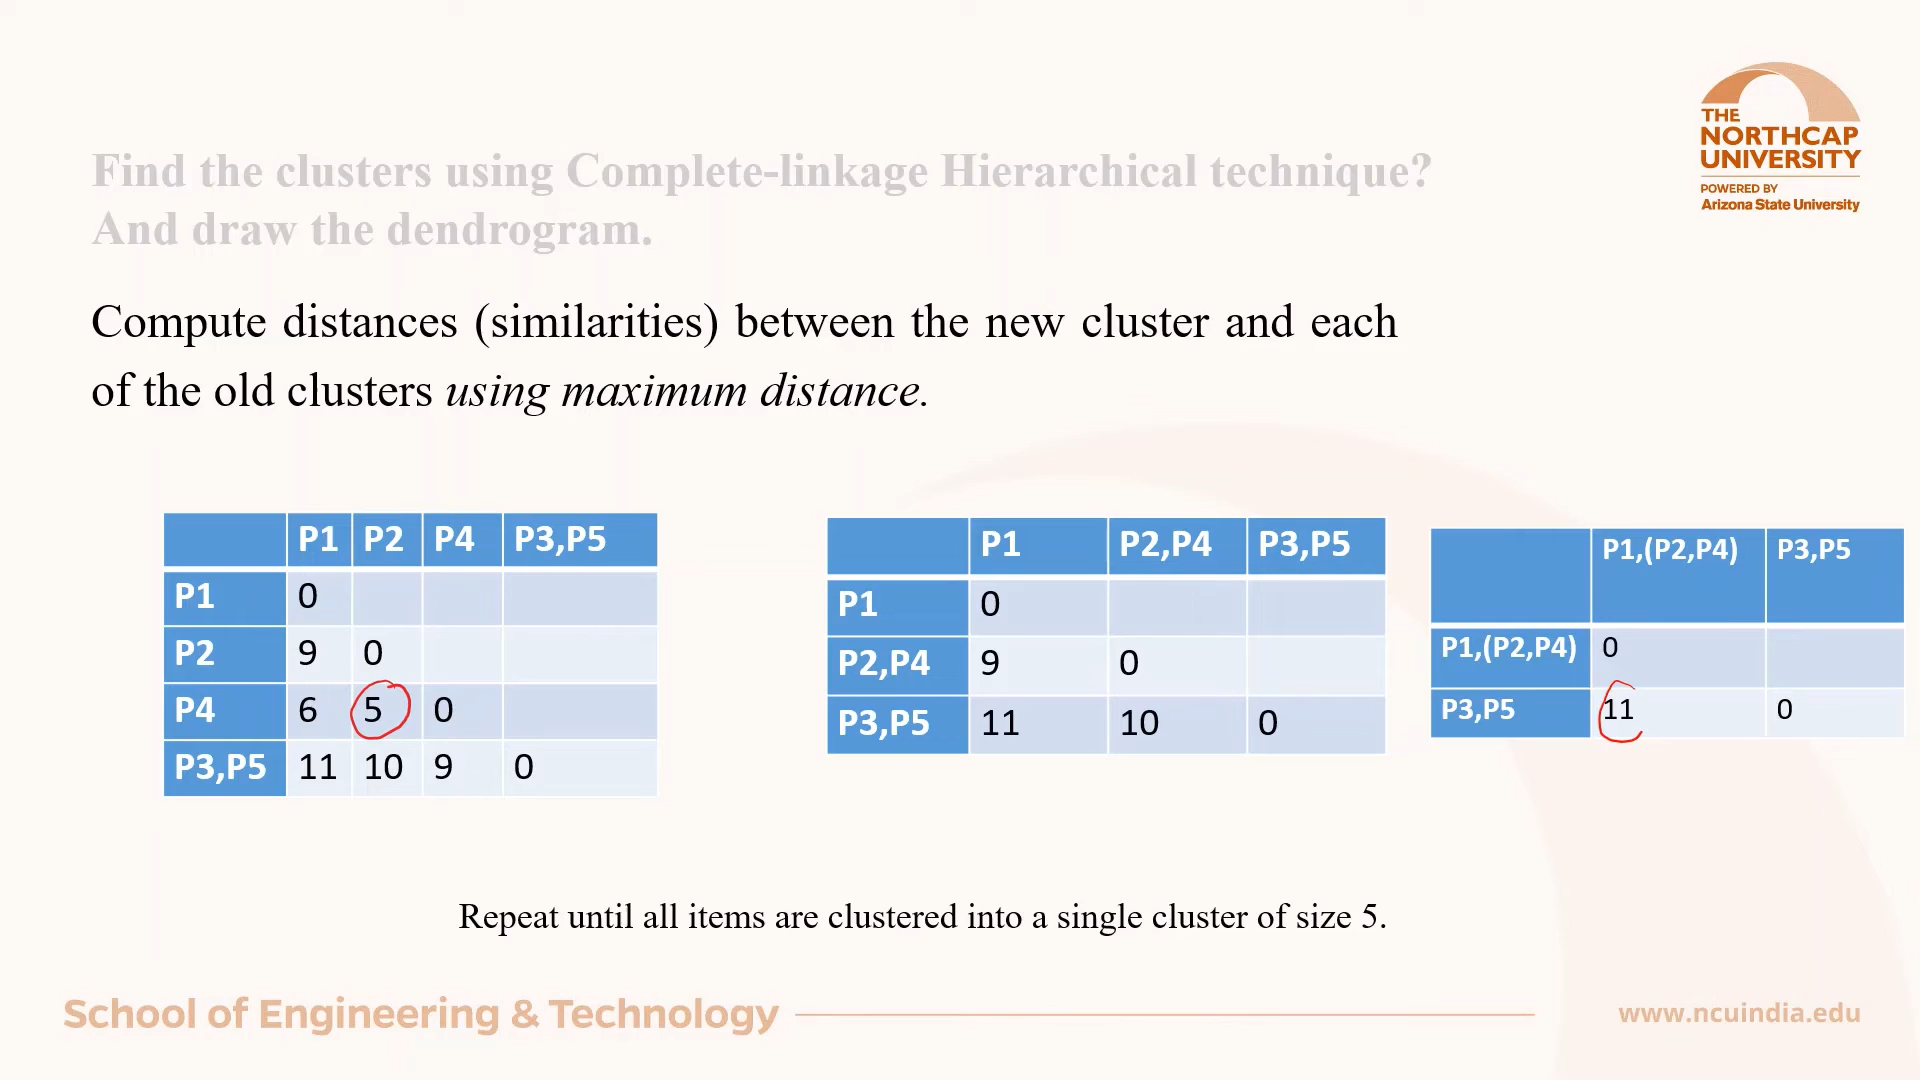 THE
NORTHCAP
UNIVERSITY
POWERED BY
Arizona State University
Find the clusters using Complete-linkage Hierarchical technique?
And draw the dendrogram.
Compute distances (similarities) between the new cluster and each
of the old clusters using maximum distance.
P1 P2 P4 P3,P5
P1 0
P2 9 0
P4 6 5 0
P3,P5 11 10 9 0
P1 P2,P4 P3,P5
P1 0
P2,P4 9 0
P3,P5 11 10 0
P1,(P2,P4) P3,P5
P1,(P2,P4) 0
P3,P5 11 0
Repeat until all items are clustered into a single cluster of size 5.
School of Engineering & Technology
www.ncuindia.edu